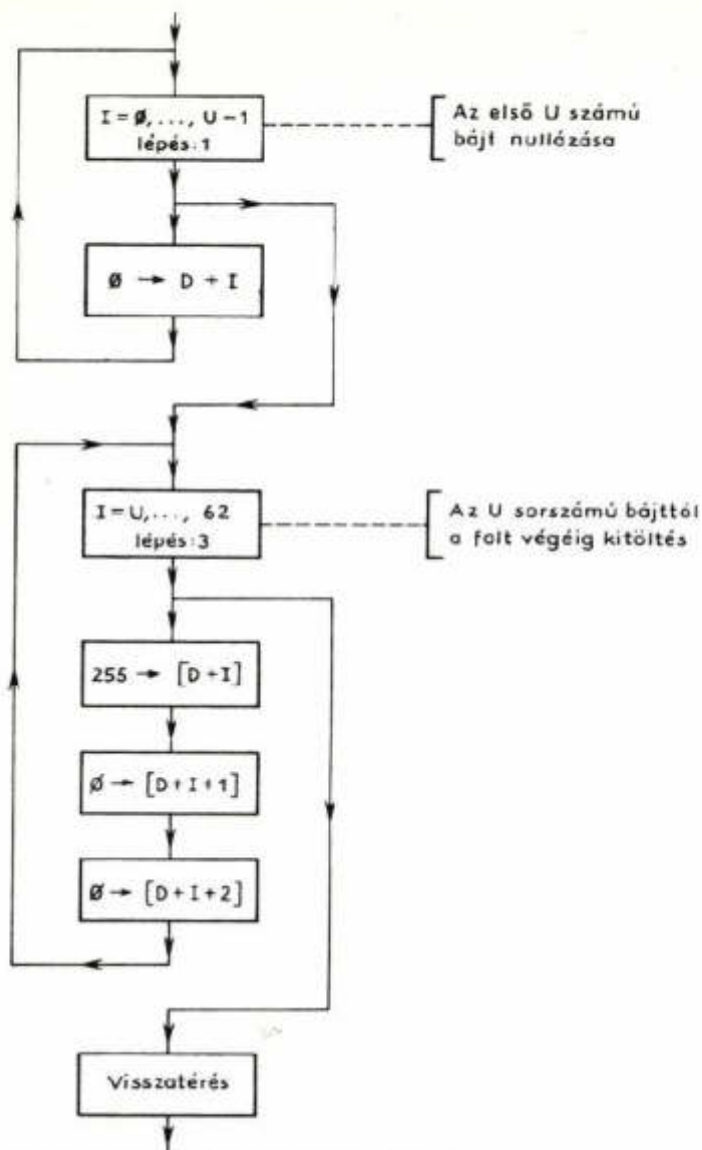 I = Ø, ..., U - 1
lépés: 1
Az első U számú
bájt nullázása
Ø → D + I
I = U, ..., 62
lépés: 3
Az U sorszámú bájttól
a folt végéig kitöltés
255 → [D + I]
Ø → [D + I + 1]
Ø → [D + I + 2]
Visszatérés